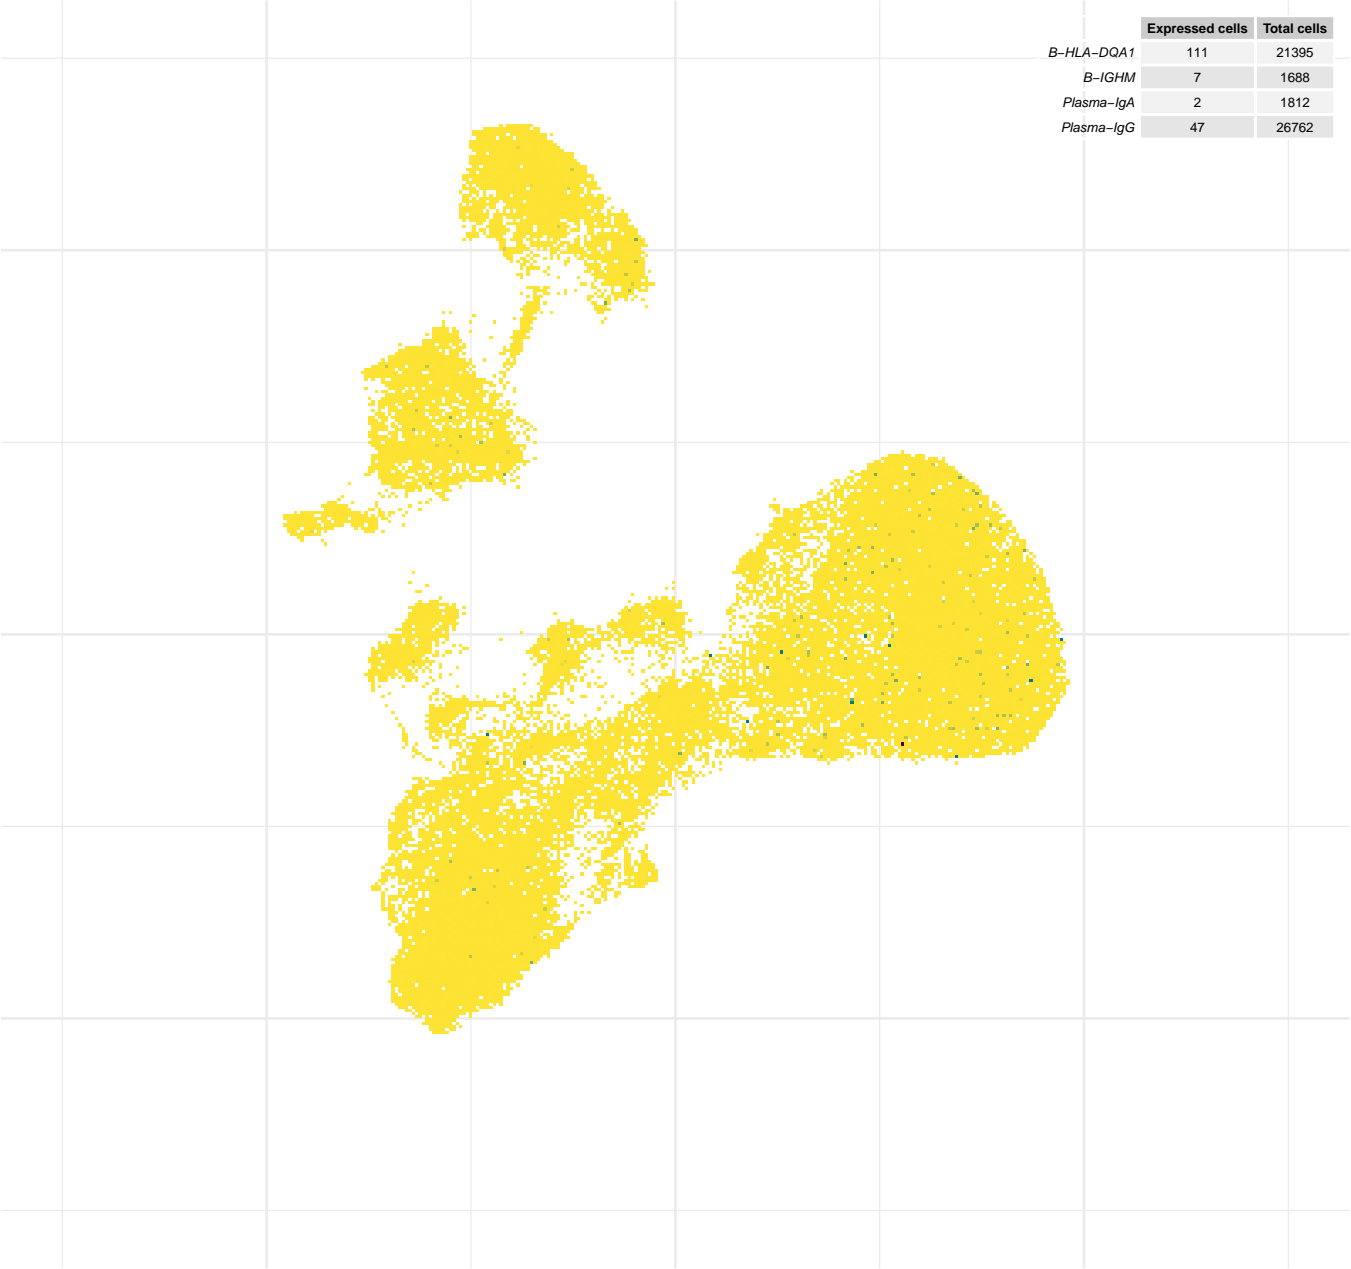 Expressed cells Total cells
B−HLA−DQA1 111 21395
B−IGHM 7 1688
Plasma−IgA 2 1812
Plasma−IgG 47 26762